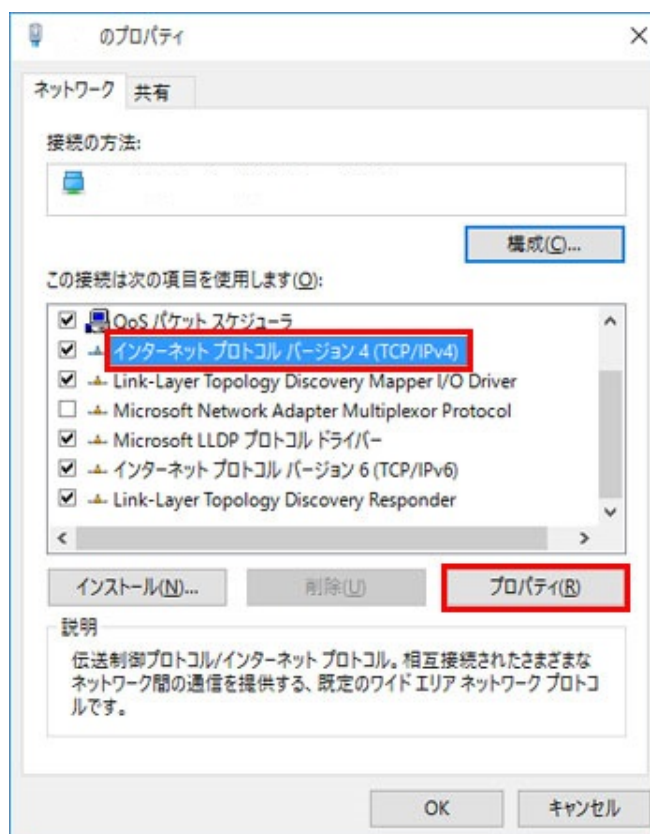 のプロパティ
ネットワーク 共有
接続の方法:
構成(C)...
この接続は次の項目を使用します(O):
QoS パケット スケジューラ
インターネット プロトコル バージョン 4 (TCP/IPv4)
Link-Layer Topology Discovery Mapper I/O Driver
Microsoft Network Adapter Multiplexor Protocol
Microsoft LLDP プロトコル ドライバー
インターネット プロトコル バージョン 6 (TCP/IPv6)
Link-Layer Topology Discovery Responder
インストール(N)... 削除(U) プロパティ(R)
説明
伝送制御プロトコル/インターネット プロトコル。相互接続されたさまざまな
ネットワーク間の通信を提供する、既定のワイド エリア ネットワーク プロトコ
ルです。
OK キャンセル